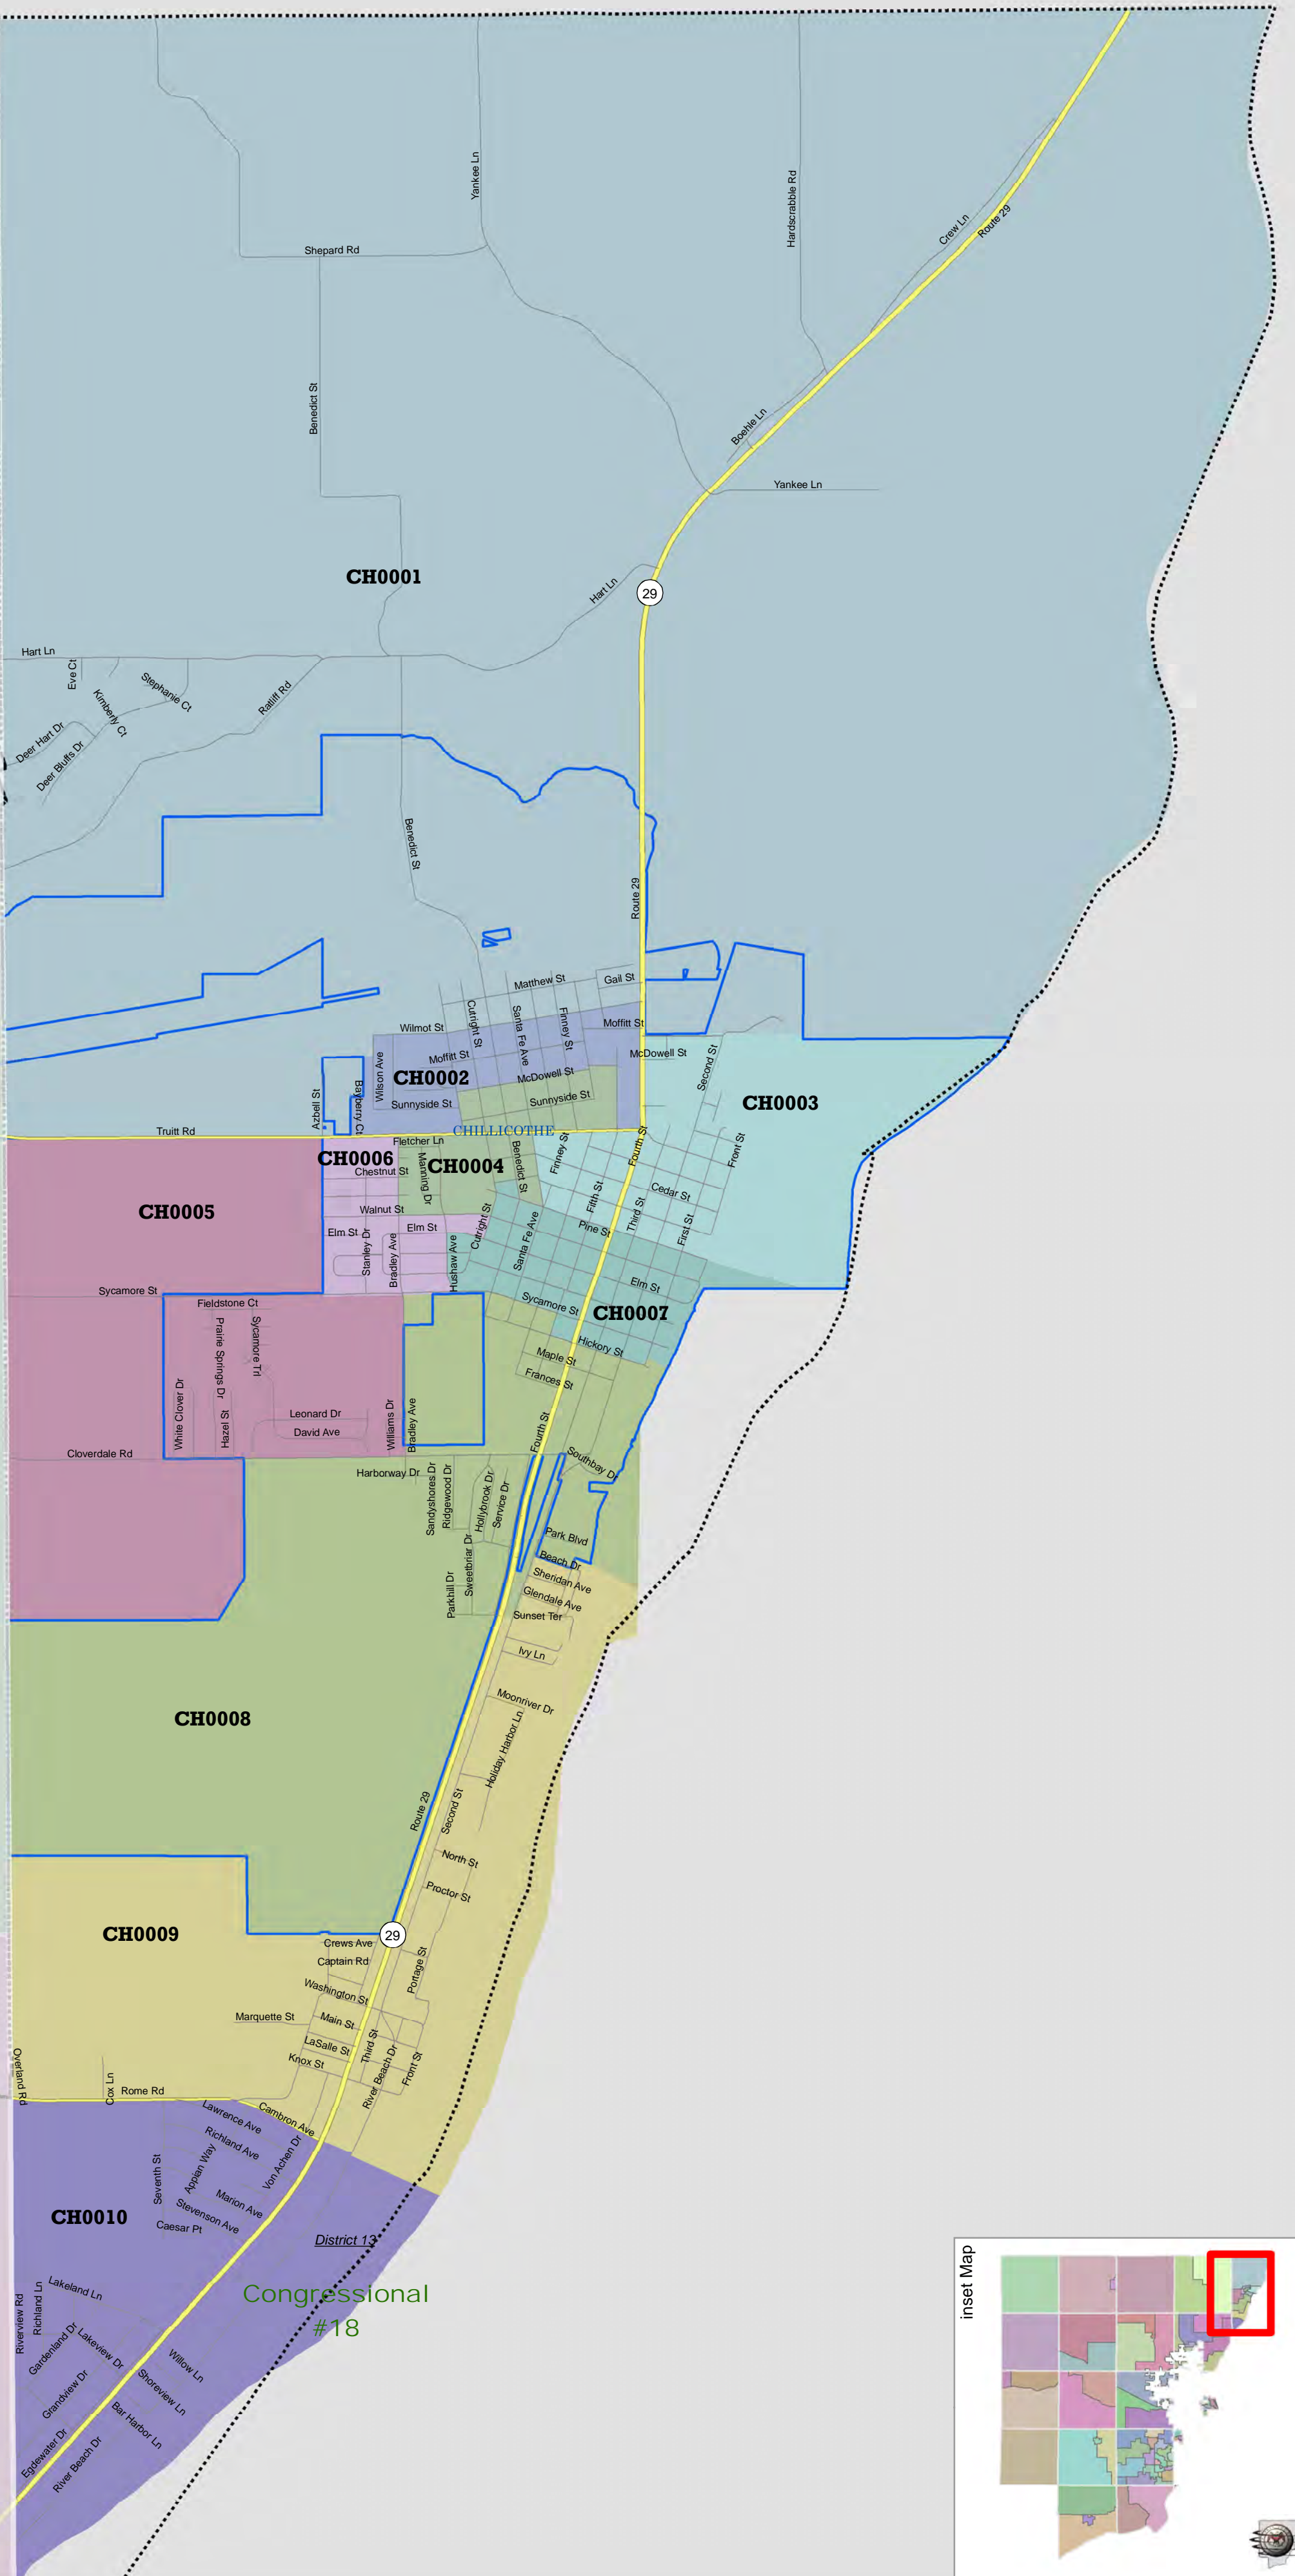 Yankee Ln
Hardscrabble Rd
Crew Ln
Route 29
Shepard Rd
Benedict St
Boehle Ln
Yankee Ln
CH0001
Hart Ln
29
Hart Ln
Eve Ct
Kimberly Ct
Stephanie Ct
Ratliff Rd
Deer Hart Dr
Deer Bluffs Dr
Benedict St
Route 29
Matthew St
Gail St
Cutright St
Santa Fe Ave
Finney St
Wilmot St
Moffitt St
Moffitt St
McDowell St
Second St
Wilson Ave
CH0002
McDowell St
Sunnyside St
Sunnyside St
CH0003
Azbell St
Bayberry Ct
Truitt Rd
CHILLICOTHE
Fletcher Ln
CH0006
Chestnut St
Manning Dr
CH0004
Benedict St
Finney St
Fourth St
Front St
CH0005
Walnut St
Fifth St
Cedar St
Third St
First St
Elm St
Elm St
Stanley Dr
Bradley Ave
Hushaw Ave
Cutright St
Santa Fe Ave
Pine St
Elm St
Sycamore St
Sycamore St
CH0007
Fieldstone Ct
Prairie Springs Dr
Sycamore Trl
Hickory St
Maple St
Frances St
White Clover Dr
Hazel St
Leonard Dr
David Ave
Williams Dr
Bradley Ave
Fourth St
Cloverdale Rd
Harborway Dr
Sandyshores Dr
Ridgewood Dr
Hollybrook Dr
Service Dr
Southbay Dr
Park Blvd
Beach Dr
Sheridan Ave
Glendale Ave
Sunset Ter
Parkhill Dr
Sweetbriar Dr
Ivy Ln
Moonriver Dr
CH0008
Holiday Harbor Ln
Route 29
Second St
North St
Proctor St
CH0009
29
Crews Ave
Captain Rd
Portage St
Washington St
Marquette St
Main St
LaSalle St
Knox St
Third St
River Beach Dr
Front St
Overland Rd
Cox Ln
Rome Rd
Lawrence Ave
Cambron Ave
Richland Ave
Von Achen Dr
Seventh St
Appian Way
Marion Ave
Stevenson Ave
Caesar Pt
CH0010
District 13
Congressional
#18
Lakeland Ln
Riverview Rd
Richland Ln
Gardenland Dr
Lakeview Dr
Willow Ln
Shoreview Ln
Grandview Dr
Bar Harbor Ln
Egdewater Dr
River Beach Dr
inset Map